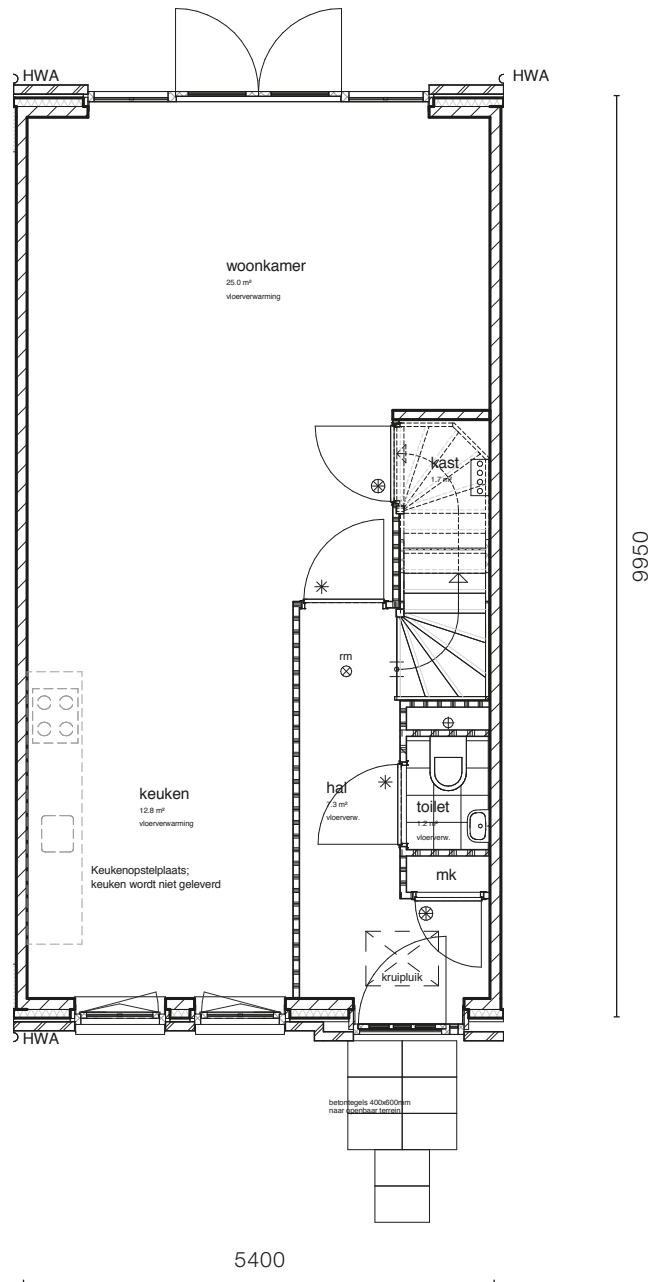 HWA
HWA
woonkamer
25.0 m²
vloerverwarming
kast
1.7 m²
9950
rm
keuken
12.8 m²
vloerverwarming
hal
7.3 m²
vloerverw.
toilet
1.2 m²
vloerverw.
Keukenopstelplaats;
keuken wordt niet geleverd
mk
kruipluik
HWA
betontegels 400x600mm
naar openbaar terrein
5400